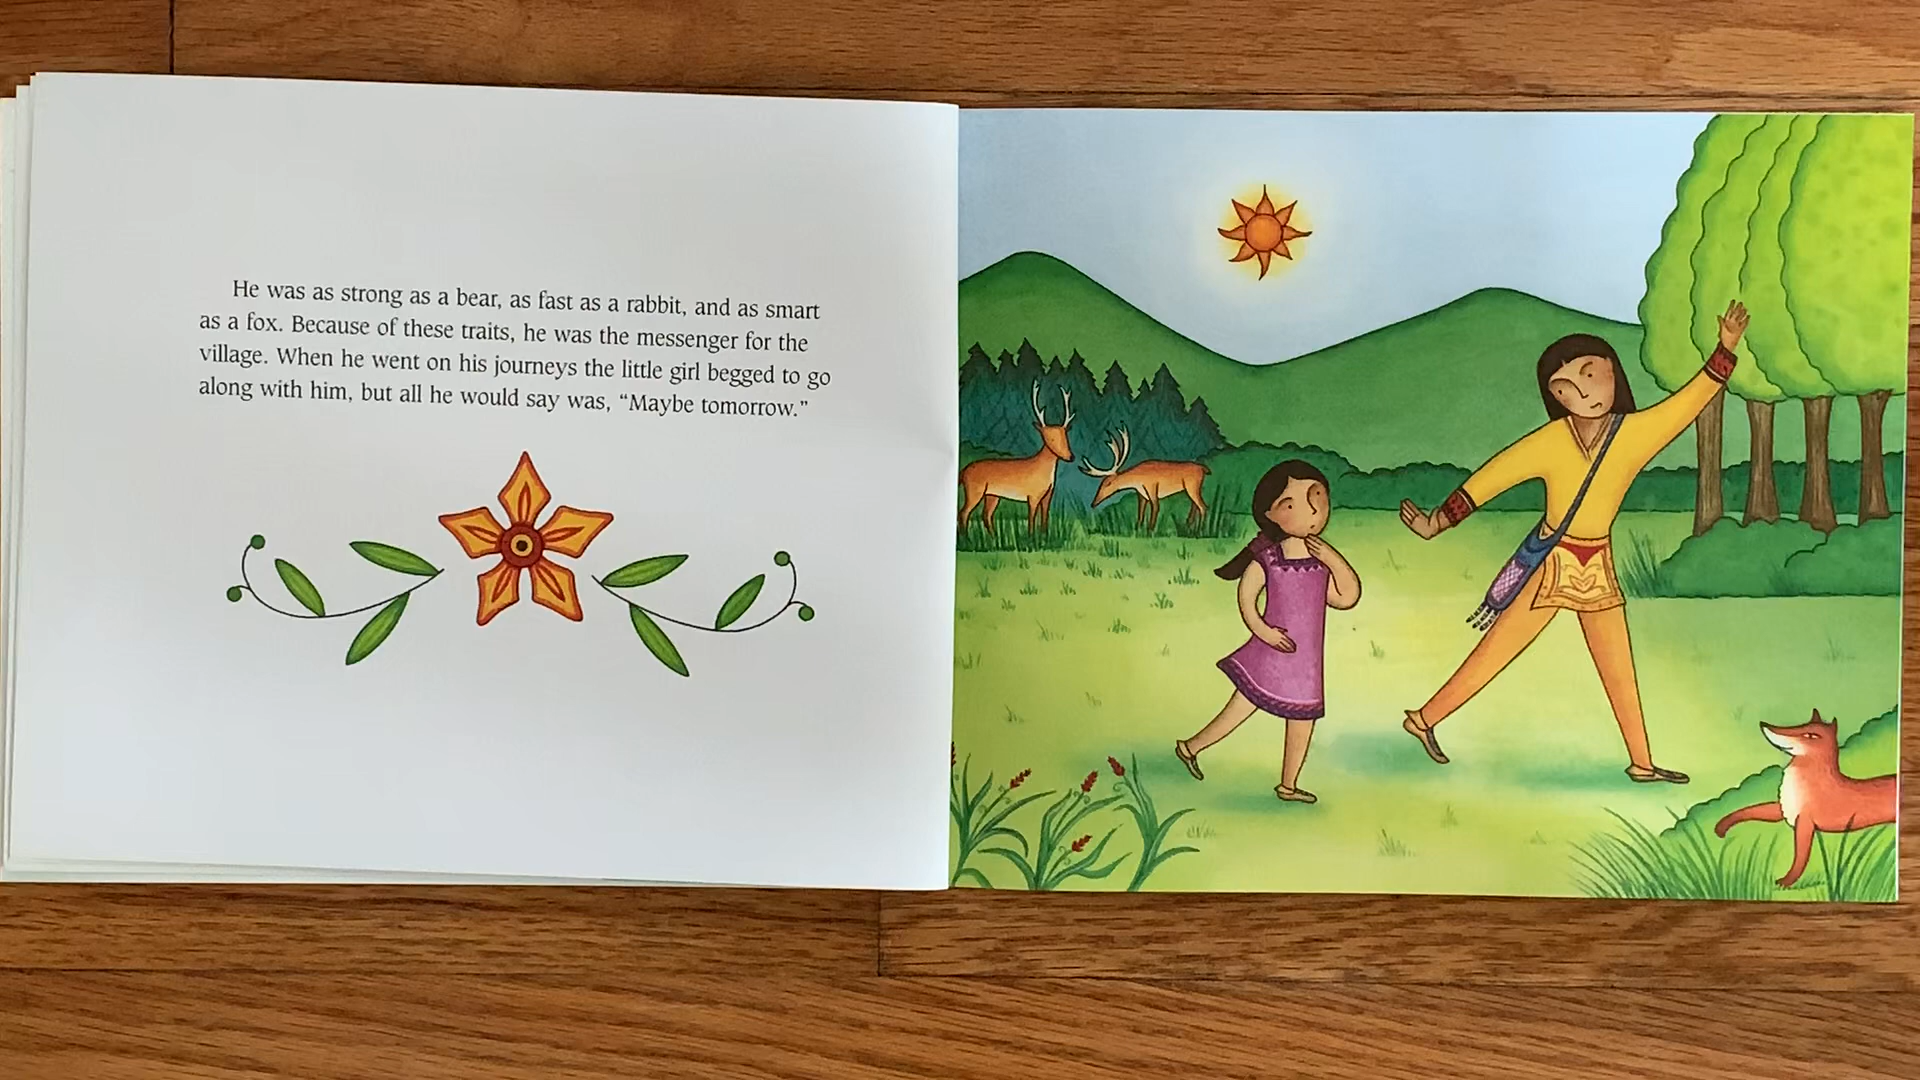 He was as strong as a bear, as fast as a rabbit, and as smart
as a fox. Because of these traits, he was the messenger for the
village. When he went on his journeys the little girl begged to go
along with him, but all he would say was, “Maybe tomorrow.”